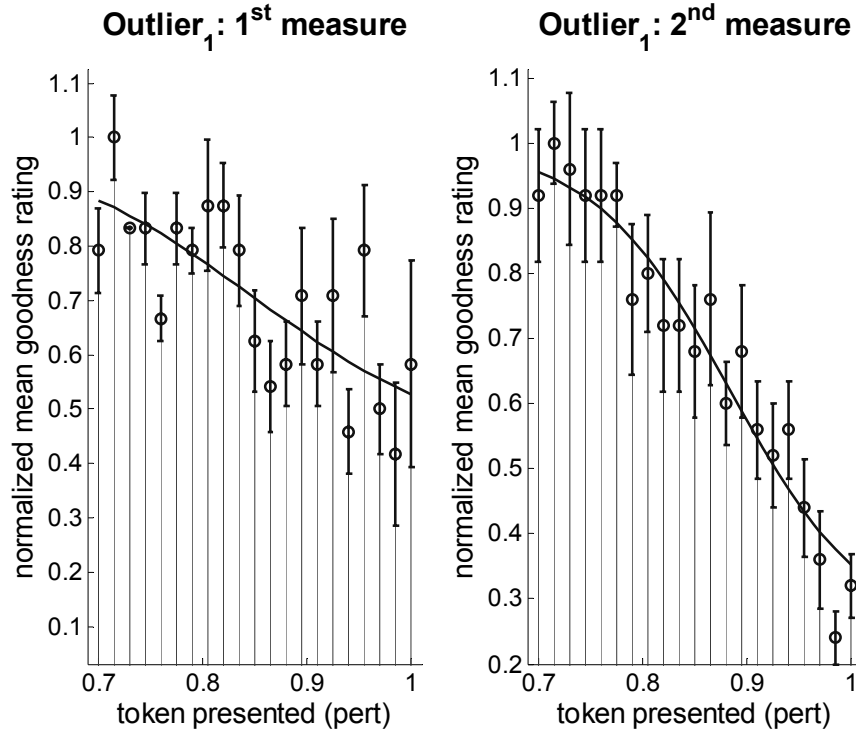 Outlier₁: 1ˢᵗ measure
normalized mean goodness rating
1.1
1
0.9
0.8
0.7
0.6
0.5
0.4
0.3
0.2
0.1
0.7 0.8 0.9 1
token presented (pert)
Outlier₁: 2ⁿᵈ measure
normalized mean goodness rating
1.1
1
0.9
0.8
0.7
0.6
0.5
0.4
0.3
0.2
0.7 0.8 0.9 1
token presented (pert)